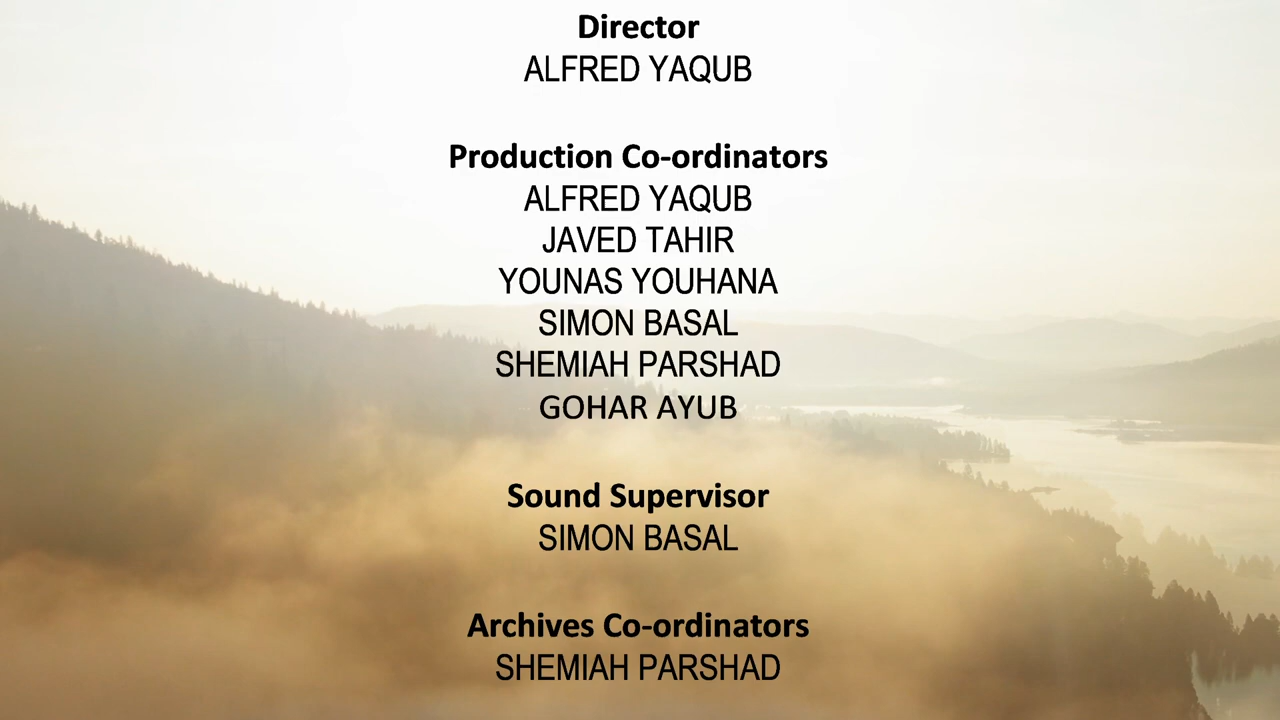 Director
ALFRED YAQUB
Production Co-ordinators
ALFRED YAQUB
JAVED TAHIR
YOUNAS YOUHANA
SIMON BASAL
SHEMIAH PARSHAD
GOHAR AYUB
Sound Supervisor
SIMON BASAL
Archives Co-ordinators
SHEMIAH PARSHAD